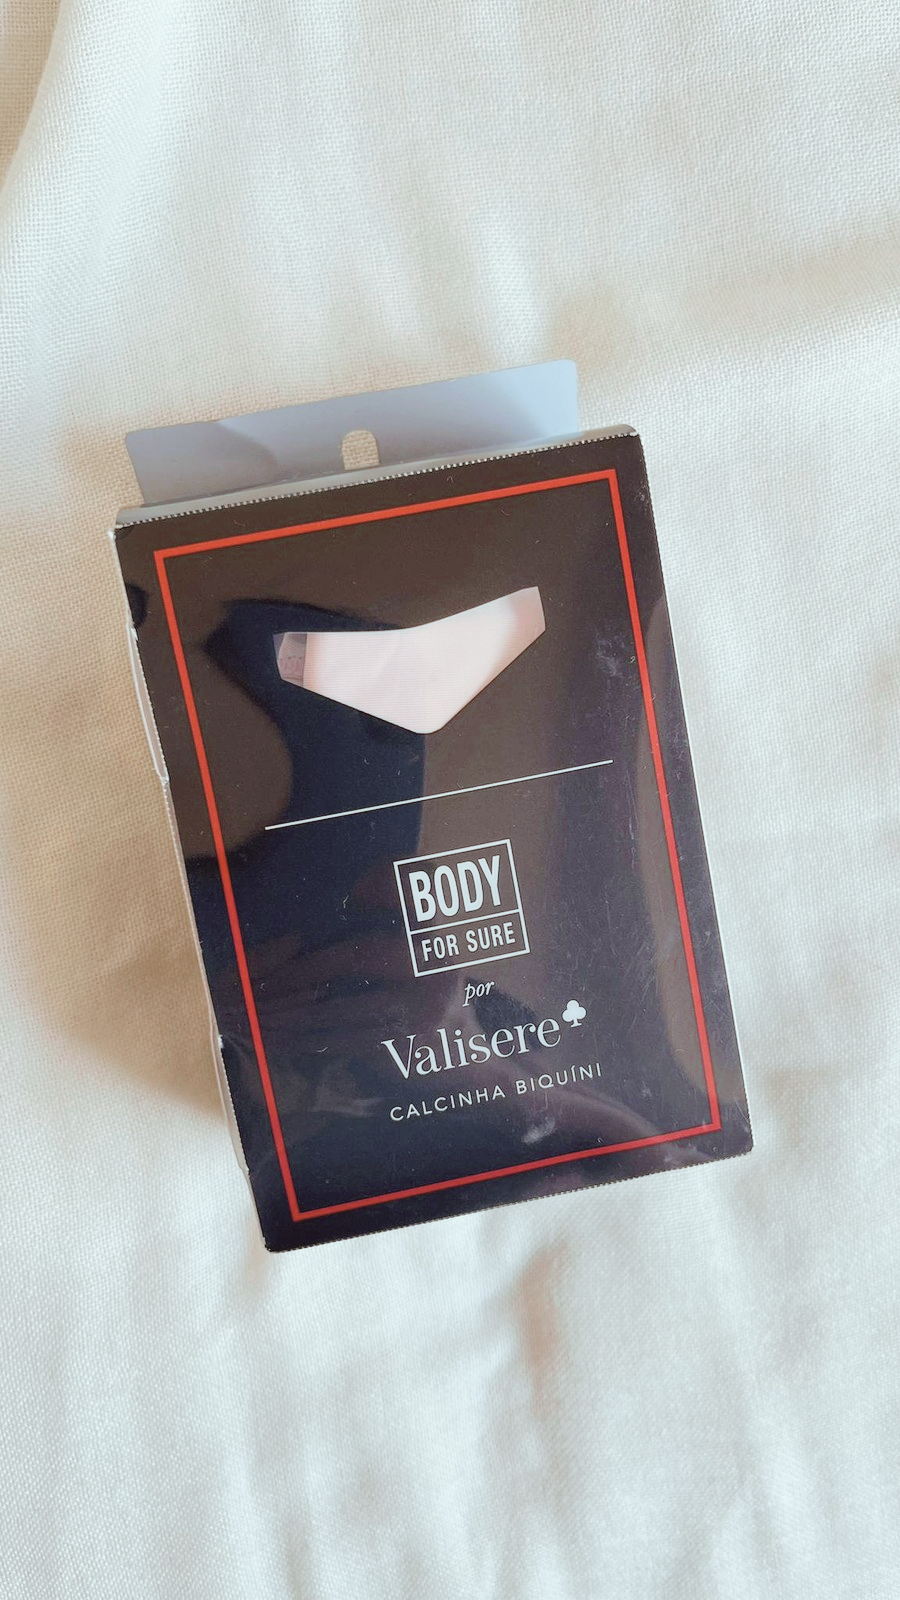 BODY
FOR SURE
por
Valisere
CALCINHA BIQUÍNI